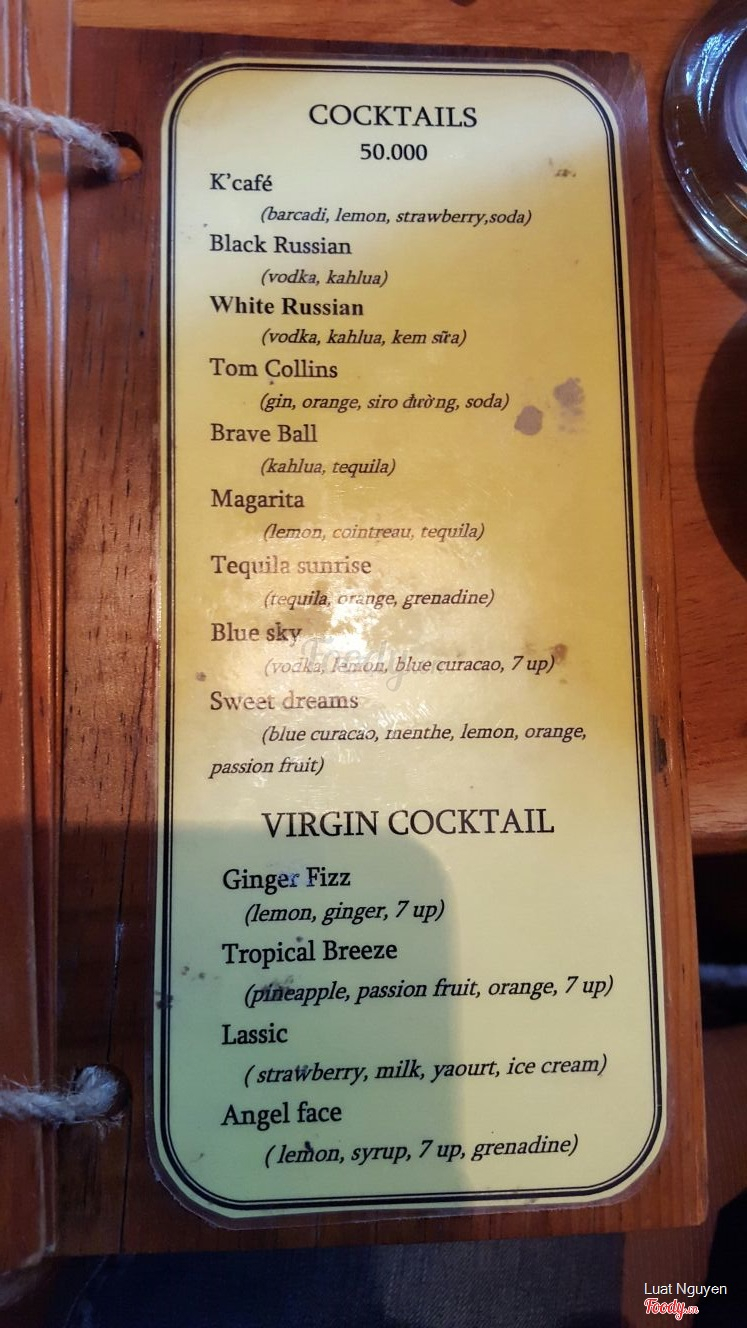 COCKTAILS
50.000
K'café
(barcadi, lemon, strawberry,soda)
Black Russian
(vodka, kahlua)
White Russian
(vodka, kahlua, kem sữa)
Tom Collins
(gin, orange, siro đường, soda)
Brave Ball
(kahlua, tequila)
Magarita
(lemon, cointreau, tequila)
Tequila sunrise
(tequila, orange, grenadine)
Blue sky
(vodka, lemon, blue curacao, 7 up)
Sweet dreams
(blue curacao, menthe, lemon, orange,
passion fruit)
VIRGIN COCKTAIL
Ginger Fizz
(lemon, ginger, 7 up)
Tropical Breeze
(pineapple, passion fruit, orange, 7 up)
Lassic
( strawberry, milk, yaourt, ice cream)
Angel face
( lemon, syrup, 7 up, grenadine)
Luat Nguyen
Foody.vn